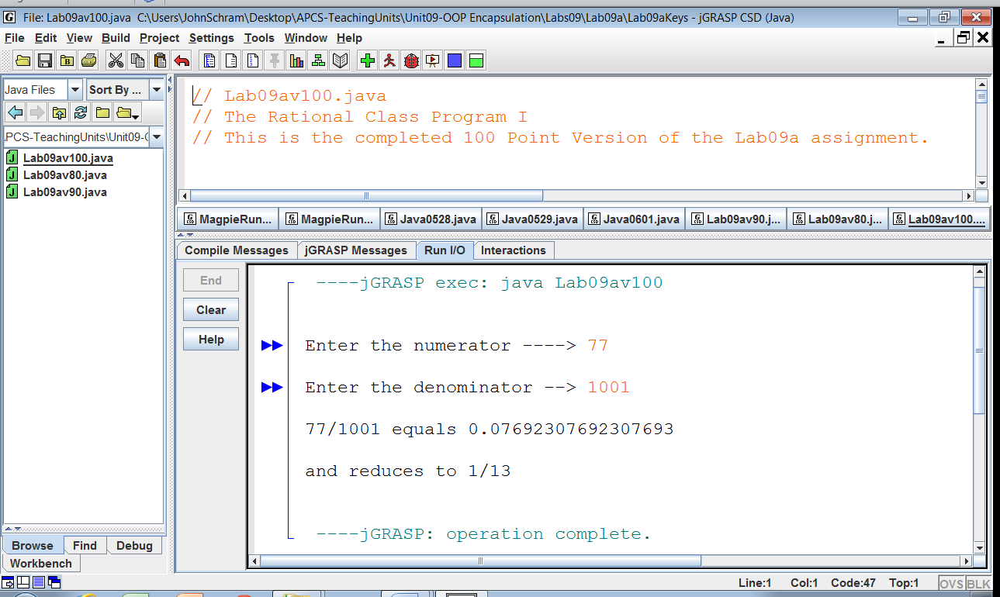 File: Lab09av100.java C:\Users\JohnSchram\Desktop\APCS-TeachingUnits\Unit09-OOP Encapsulation\Labs09\Lab09a\Lab09aKeys - jGRASP CSD (Java)
File Edit View Build Project Settings Tools Window Help
Java Files Sort By ...
PCS-TeachingUnits\Unit09-(
Lab09av100.java
Lab09av80.java
Lab09av90.java
Browse Find Debug
Workbench
// Lab09av100.java
// The Rational Class Program I
// This is the completed 100 Point Version of the Lab09a assignment.
MagpieRun... MagpieRun... Java0528.java Java0529.java Java0601.java Lab09av90.j... Lab09av80.j... Lab09av100....
Compile Messages jGRASP Messages Run I/O Interactions
End
Clear
Help
----jGRASP exec: java Lab09av100
Enter the numerator ----> 77
Enter the denominator --> 1001
77/1001 equals 0.07692307692307693
and reduces to 1/13
----jGRASP: operation complete.
Line:1 Col:1 Code:47 Top:1 OVS BLK